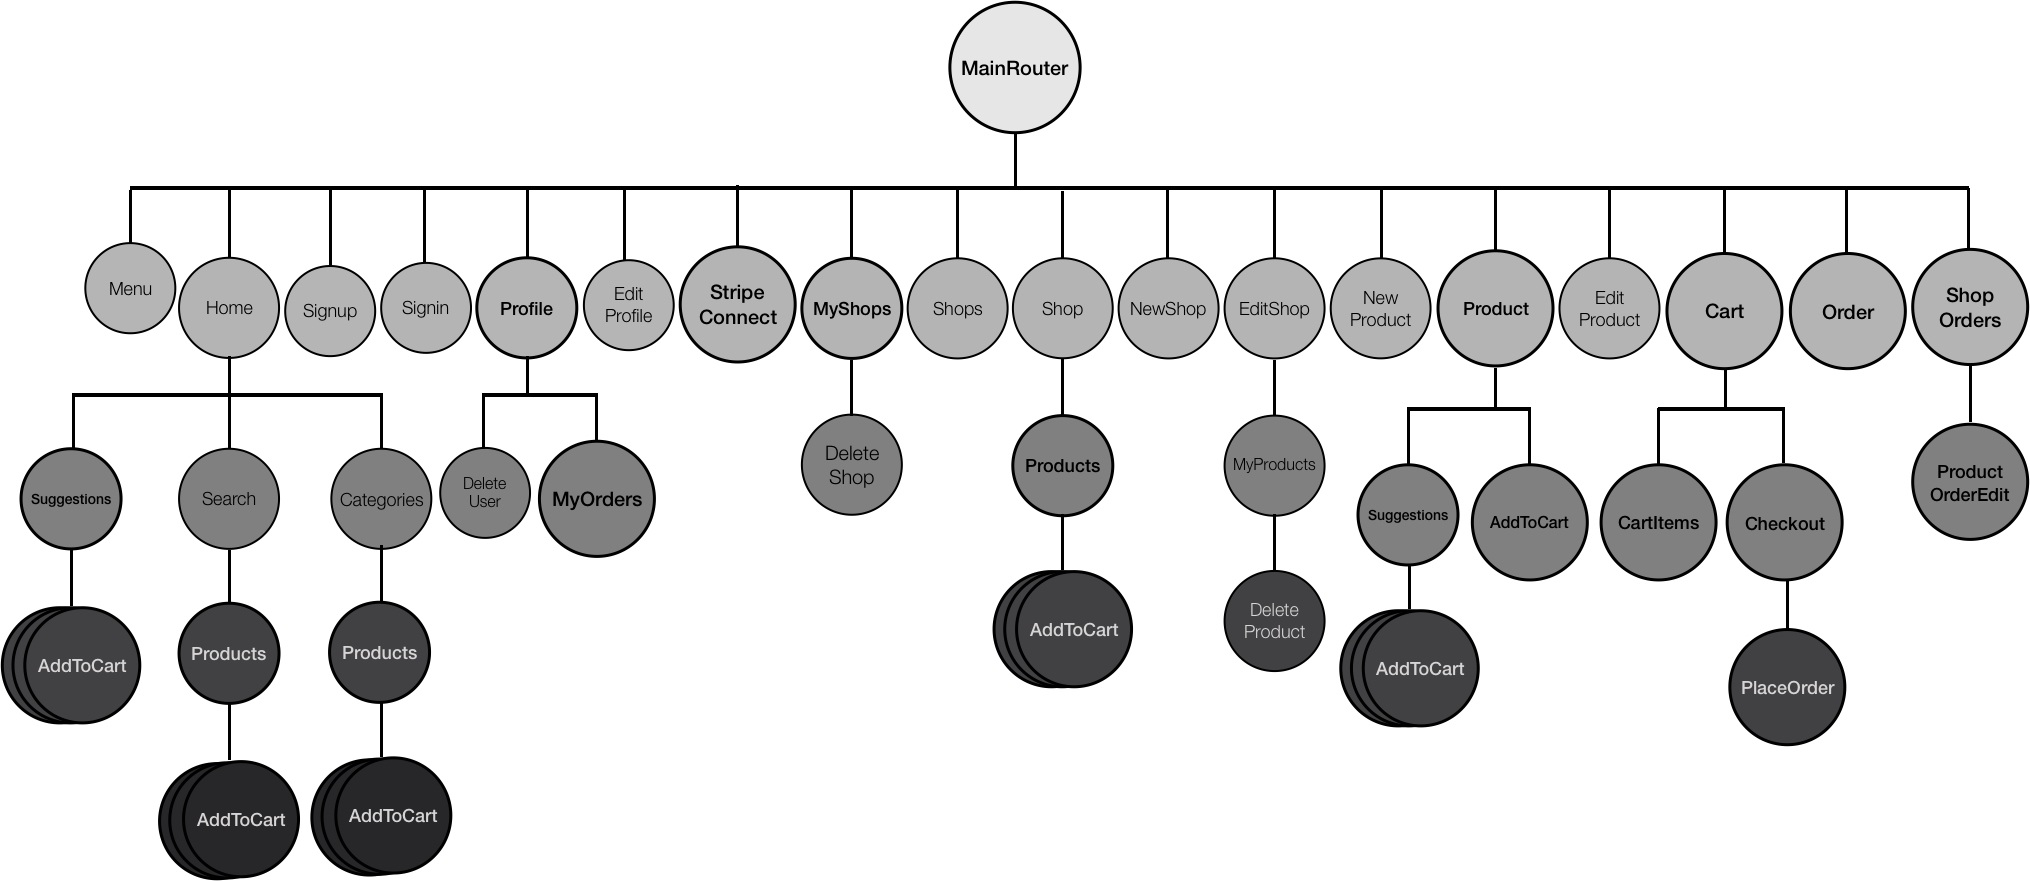 MainRouter
Menu
Home
Signup
Signin
Profile
Edit
Profile
Stripe
Connect
MyShops
Shops
Shop
NewShop
EditShop
New
Product
Product
Edit
Product
Cart
Order
Shop
Orders
Suggestions
Search
Categories
Delete
User
MyOrders
Delete
Shop
Products
MyProducts
Suggestions
AddToCart
CartItems
Checkout
Product
OrderEdit
AddToCart
Products
Products
AddToCart
Delete
Product
AddToCart
PlaceOrder
AddToCart
AddToCart